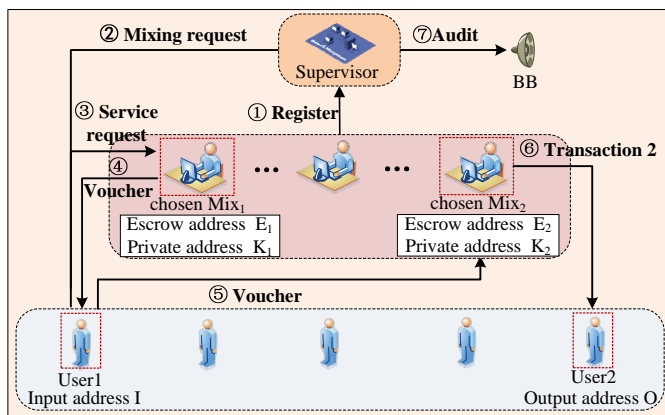 ② Mixing request
⑦Audit
Supervisor
BB
③ Service
request
① Register
④
Voucher
⑥ Transaction 2
chosen Mix₁
chosen Mix₂
Escrow address E₁
Private address K₁
Escrow address E₂
Private address K₂
⑤ Voucher
User1
Input address I
User2
Output address O